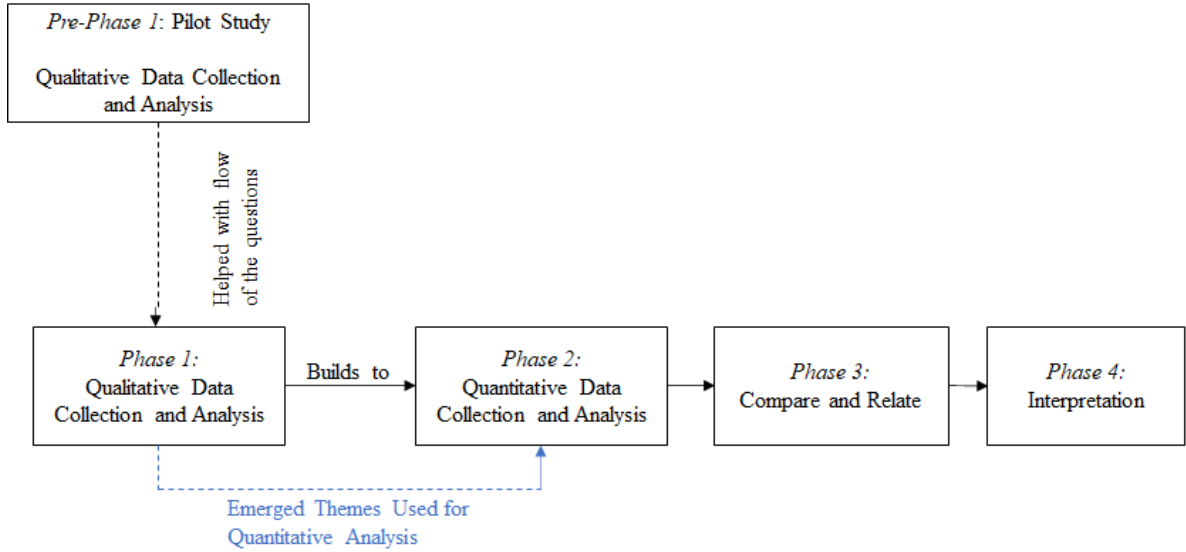 Pre-Phase 1: Pilot Study
Qualitative Data Collection
and Analysis
Helped with flow
of the questions
Phase 1:
Qualitative Data
Collection and Analysis
Builds to
Phase 2:
Quantitative Data
Collection and Analysis
Phase 3:
Compare and Relate
Phase 4:
Interpretation
Emerged Themes Used for
Quantitative Analysis